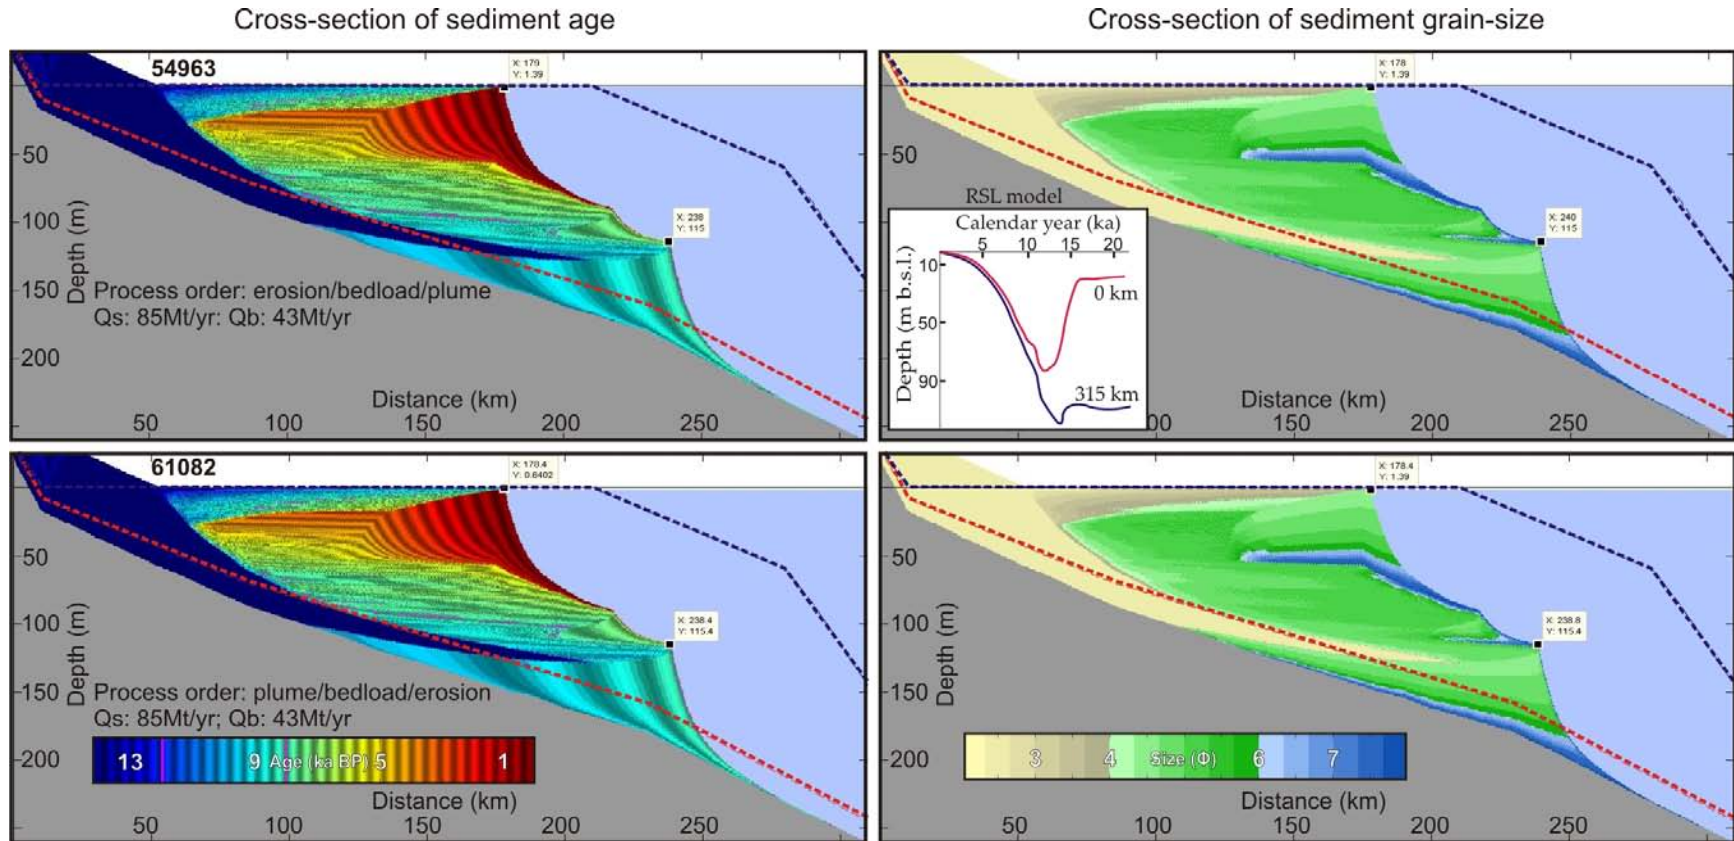 Cross-section of sediment age
Cross-section of sediment grain-size
54963
X: 179
Y: 1.39
50
100
150
200
Depth (m)
X: 238
Y: 115
Process order: erosion/bedload/plume
Qs: 85Mt/yr: Qb: 43Mt/yr
Distance (km)
50
100
150
200
250
X: 178
Y: 1.39
50
X: 240
Y: 115
RSL model
Calendar year (ka)
5
10
15
20
Depth (m b.s.l.)
10
50
90
0 km
315 km
Distance (km)
00
150
200
250
61082
X: 178.4
Y: 0.6402
50
100
150
200
Depth (m)
X: 238.4
Y: 115.4
Process order: plume/bedload/erosion
Qs: 85Mt/yr; Qb: 43Mt/yr
13
9
Age (ka BP)
5
1
Distance (km)
50
100
150
200
250
X: 178.4
Y: 1.39
50
100
150
200
Depth (m)
X: 238.8
Y: 115.4
3
4
Size (Φ)
6
7
Distance (km)
50
100
150
200
250